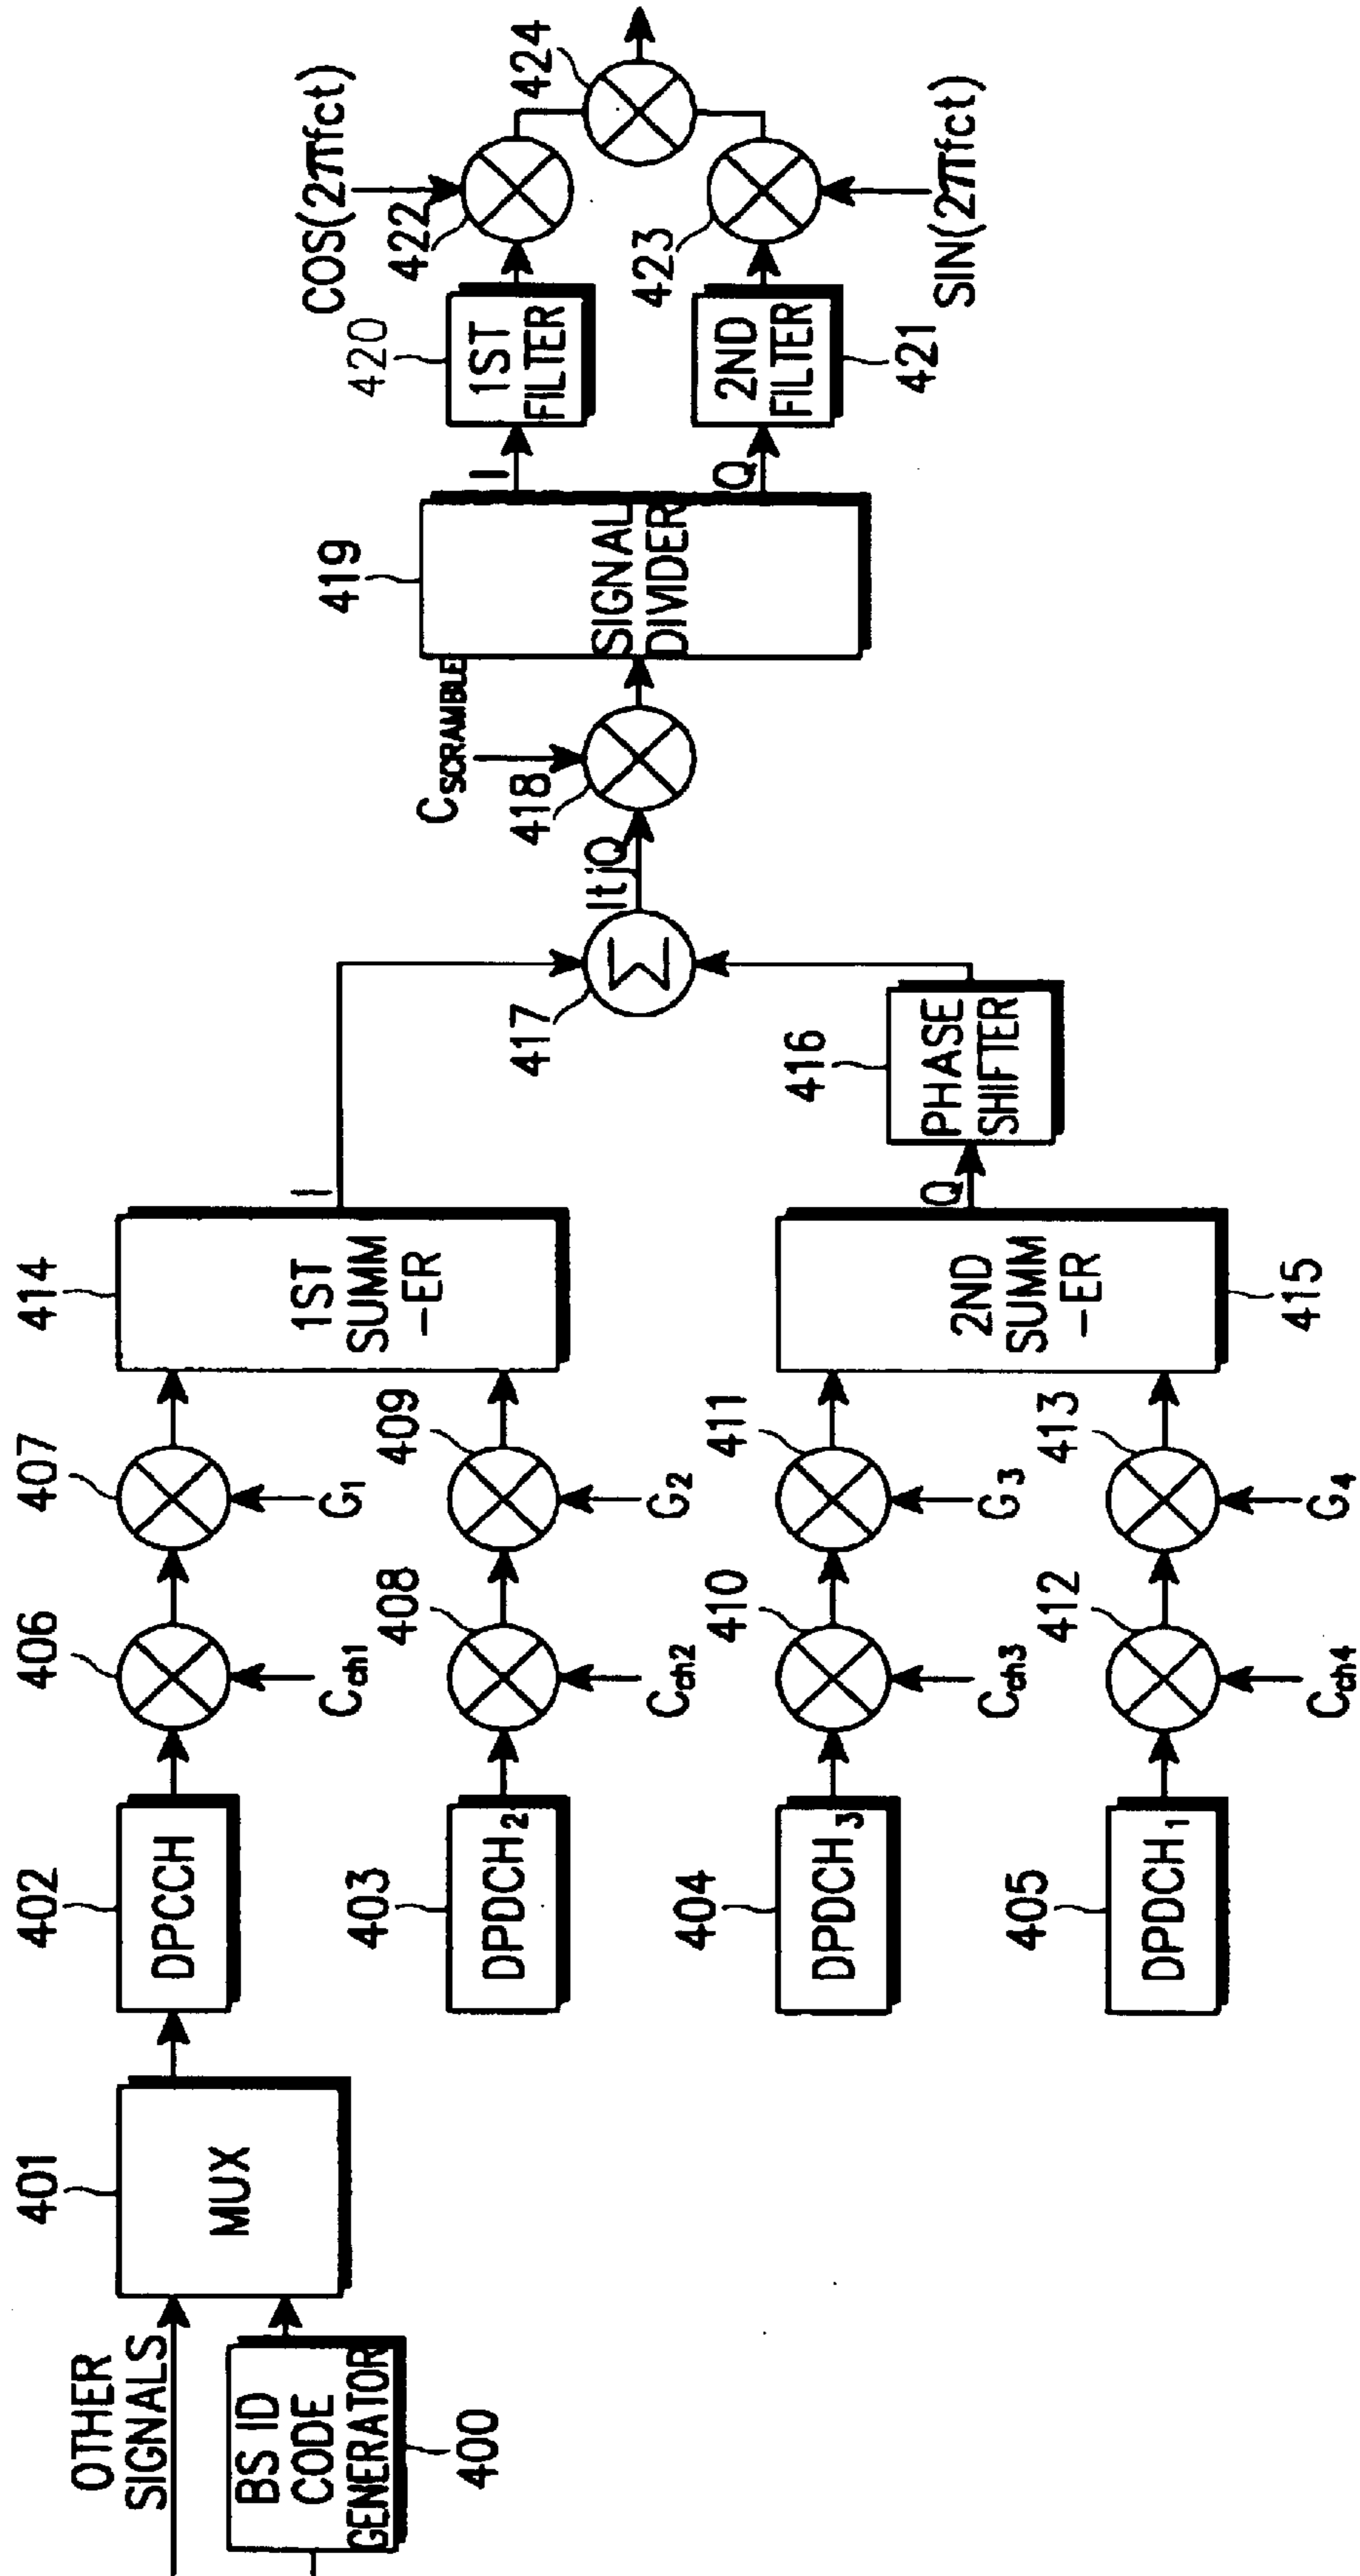 OTHER
SIGNALS
BS ID
CODE
GENERATOR
400
401
MUX
402
DPCCH
403
DPDCH2
404
DPDCH3
405
DPDCH1
406
Cch1
407
G1
408
Cch2
409
G2
410
Cch3
411
G3
412
Cch4
413
G4
414
1ST
SUMM
-ER
I
2ND
SUMM
-ER
415
Q
416
PHASE
SHIFTER
417
Σ
ItjQ
418
CSCRAMBLE
419
SIGNAL
DIVIDER
I
Q
420
1ST
FILTER
2ND
FILTER
421
COS(2πfct)
422
423
SIN(2πfct)
424